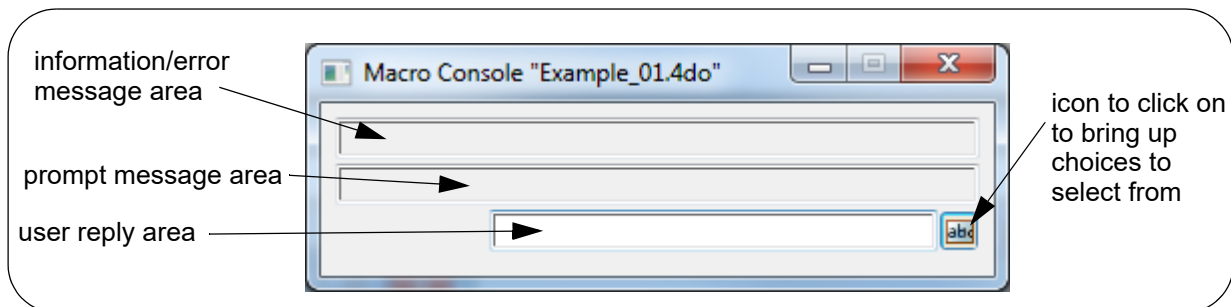 information/error
message area
Macro Console "Example_01.4do"
prompt message area
user reply area
abc
icon to click on
to bring up
choices to
select from